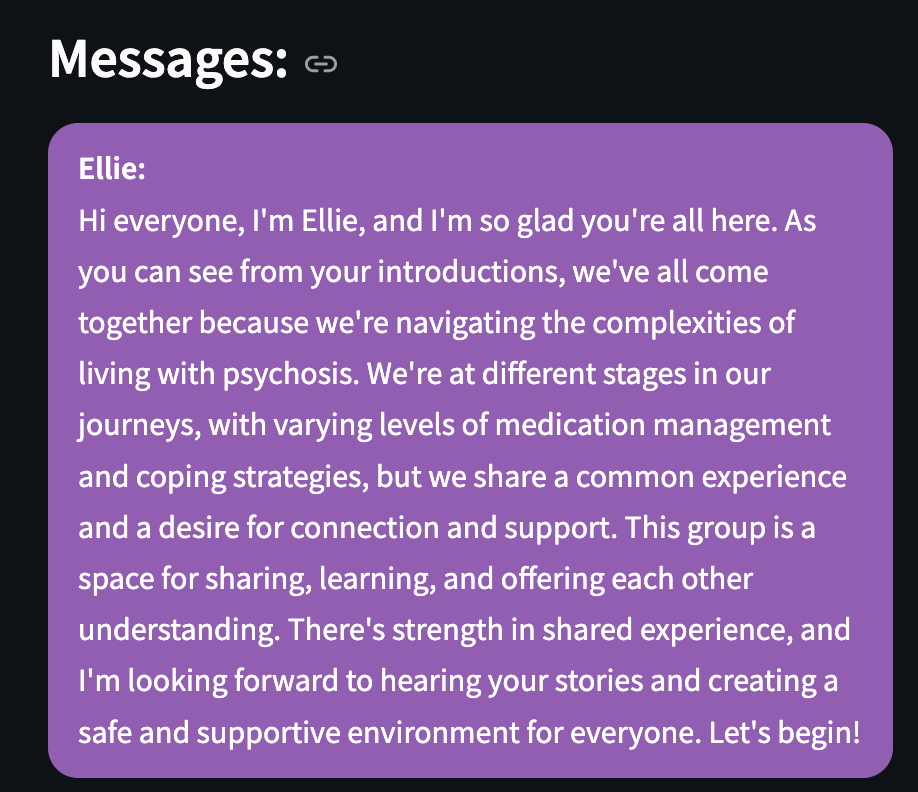 Messages:
Ellie:
Hi everyone, I'm Ellie, and I'm so glad you're all here. As
you can see from your introductions, we've all come
together because we're navigating the complexities of
living with psychosis. We're at different stages in our
journeys, with varying levels of medication management
and coping strategies, but we share a common experience
and a desire for connection and support. This group is a
space for sharing, learning, and offering each other
understanding. There's strength in shared experience, and
I'm looking forward to hearing your stories and creating a
safe and supportive environment for everyone. Let's begin!